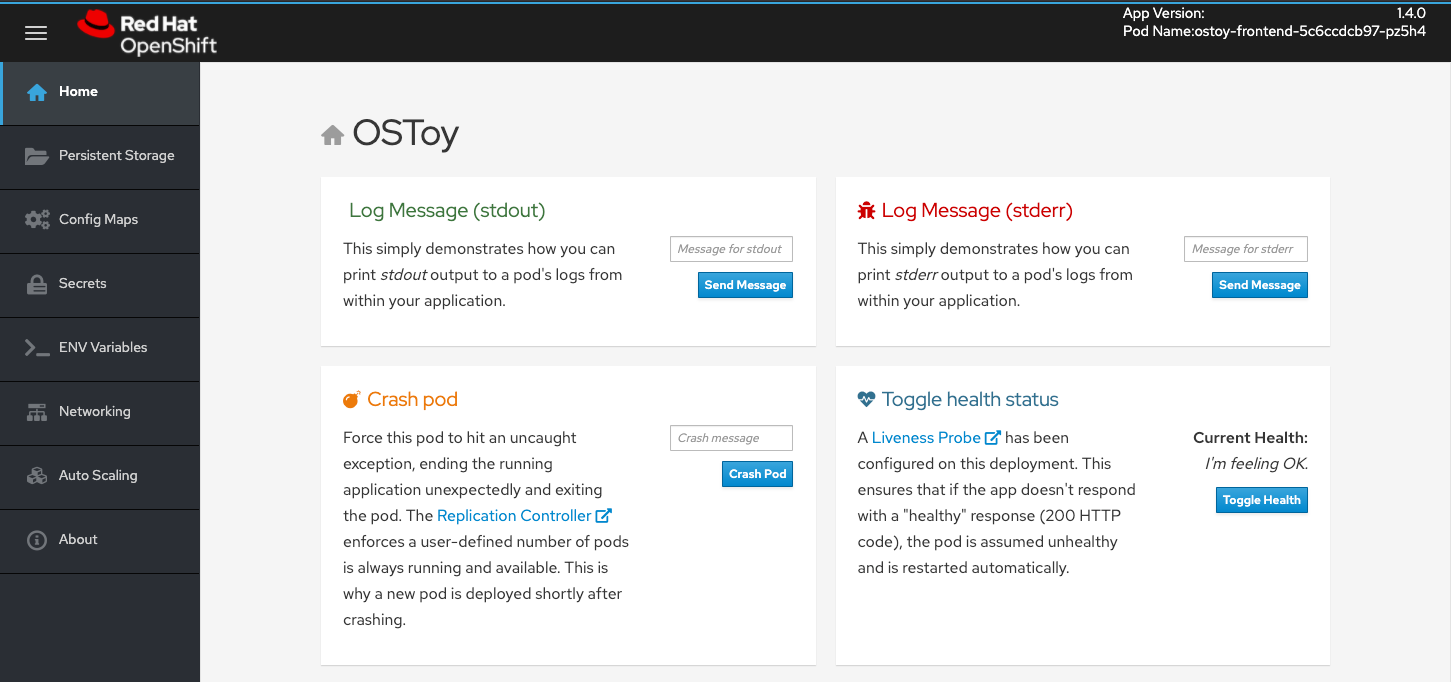 Red Hat
OpenShift
App Version: 1.4.0
Pod Name:ostoy-frontend-5c6ccdcb97-pz5h4
Home
Persistent Storage
Config Maps
Secrets
ENV Variables
Networking
Auto Scaling
About
OSToy
Log Message (stdout)
This simply demonstrates how you can
print stdout output to a pod's logs from
within your application.
Message for stdout
Send Message
Log Message (stderr)
This simply demonstrates how you can
print stderr output to a pod's logs from
within your application.
Message for stderr
Send Message
Crash pod
Force this pod to hit an uncaught
exception, ending the running
application unexpectedly and exiting
the pod. The Replication Controller
enforces a user-defined number of pods
is always running and available. This is
why a new pod is deployed shortly after
crashing.
Crash message
Crash Pod
Toggle health status
A Liveness Probe has been
configured on this deployment. This
ensures that if the app doesn't respond
with a "healthy" response (200 HTTP
code), the pod is assumed unhealthy
and is restarted automatically.
Current Health:
I'm feeling OK.
Toggle Health